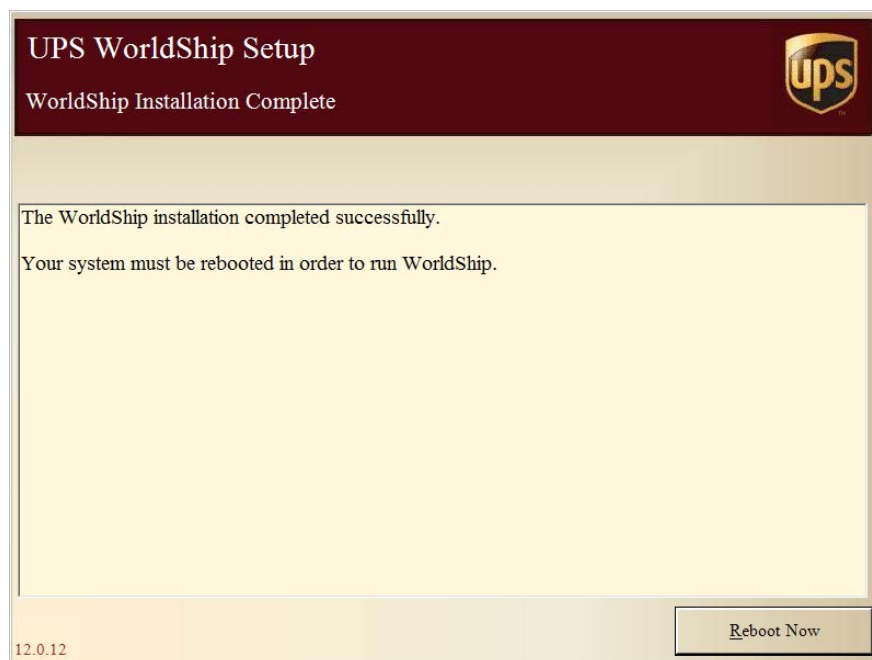 UPS WorldShip Setup
WorldShip Installation Complete
ups
The WorldShip installation completed successfully.
Your system must be rebooted in order to run WorldShip.
Reboot Now
12.0.12